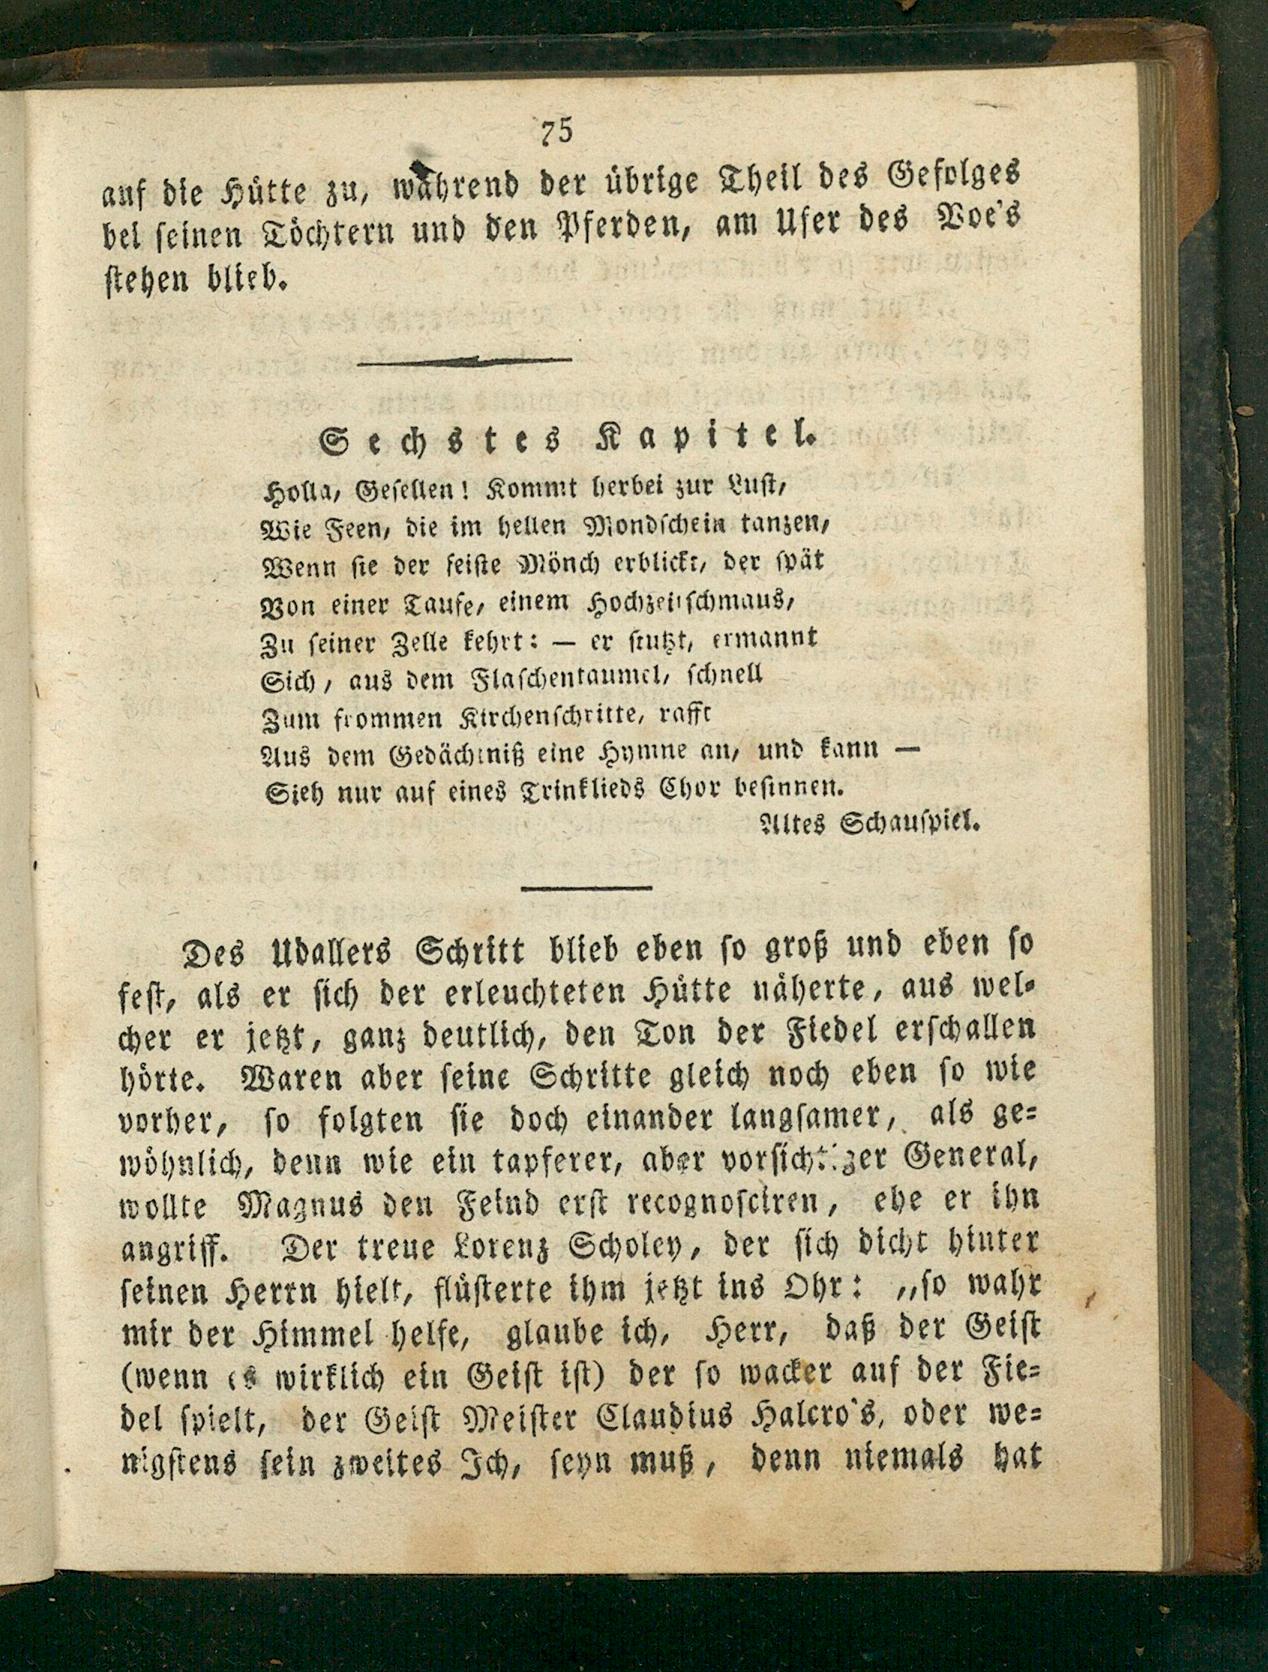 75
auf die Hütte zu, während der übrige Theil des Gefolges
bei seinen Töchtern und den Pferden, am Ufer des Voe's
stehen blieb.
Sechstes Kapitel.
Holla, Gesellen! Kommt herbei zur Lust,
Wie Feen, die im hellen Mondschein tanzen,
Wenn sie der feiste Mönch erblickt, der spät
Von einer Taufe, einem Hochzeitschmaus,
Zu seiner Zelle kehrt: — er stutzt, ermannt
Sich, aus dem Flaschentaumel, schnell
Zum frommen Kirchenschritte, rafft
Aus dem Gedächtniß eine Hymne an, und kann —
Sieh nur auf eines Trinklieds Chor besinnen.
Altes Schauspiel.
Des Udallers Schritt blieb eben so groß und eben so
fest, als er sich der erleuchteten Hütte näherte, aus wel-
cher er jetzt, ganz deutlich, den Ton der Fiedel erschallen
hörte. Waren aber seine Schritte gleich noch eben so wie
vorher, so folgten sie doch einander langsamer, als ge-
wöhnlich, denn wie ein tapferer, aber vorsichtiger General,
wollte Magnus den Feind erst recognosciren, ehe er ihn
angriff. Der treue Lorenz Scholey, der sich dicht hinter
seinen Herrn hielt, flüsterte ihm jetzt ins Ohr: „so wahr
mir der Himmel helfe, glaube ich, Herr, daß der Geist
(wenn es wirklich ein Geist ist) der so wacker auf der Fie-
del spielt, der Geist Meister Claudius Halcro's, oder we-
nigstens sein zweites Ich, seyn muß, denn niemals hat